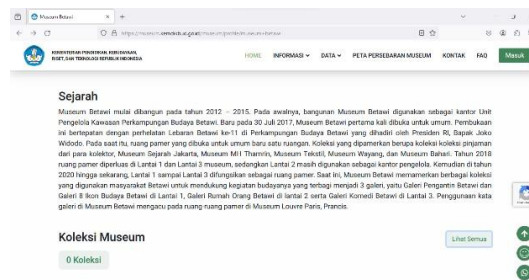 Museum Betawi
https://museum.kemdikbud.go.id/museum/profile/museum+betawi
KEMENTERIAN PENDIDIKAN, KEBUDAYAAN,
RISET, DAN TEKNOLOGI REPUBLIK INDONESIA
HOME INFORMASI DATA PETA PERSEBARAN MUSEUM KONTAK FAQ Masuk
Sejarah
Museum Betawi mulai dibangun pada tahun 2012 – 2015. Pada awalnya, bangunan Museum Betawi digunakan sebagai kantor Unit
Pengelola Kawasan Perkampungan Budaya Betawi. Baru pada 30 Juli 2017, Museum Betawi pertama kali dibuka untuk umum. Pembukaan
ini bertepatan dengan perhelatan Lebaran Betawi ke-11 di Perkampungan Budaya Betawi yang dihadiri oleh Presiden RI, Bapak Joko
Widodo. Pada saat itu, ruang pamer yang dibuka untuk umum baru satu ruangan. Koleksi yang dipamerkan berupa koleksi koleksi pinjaman
dari para kolektor, Museum Sejarah Jakarta, Museum MH Thamrin, Museum Tekstil, Museum Wayang, dan Museum Bahari. Tahun 2018
ruang pamer diperluas di Lantai 1 dan Lantai 3 museum, sedangkan Lantai 2 masih digunakan sebagai kantor pengelola. Kemudian di tahun
2020 hingga sekarang, Lantai 1 sampai Lantai 3 difungsikan sebagai ruang pamer. Saat ini, Museum Betawi memamerkan berbagai koleksi
yang digunakan masyarakat Betawi untuk mendukung kegiatan budayanya yang terbagi menjadi 3 galeri, yaitu Galeri Pengantin Betawi dan
Galeri 8 Ikon Budaya Betawi di Lantai 1, Galeri Rumah Orang Betawi di lantai 2 serta Galeri Komedi Betawi di Lantai 3. Penggunaan kata
galeri di Museum Betawi mengacu pada ruang-ruang pamer di Museum Louvre Paris, Prancis.
Koleksi Museum
Lihat Semua
0 Koleksi